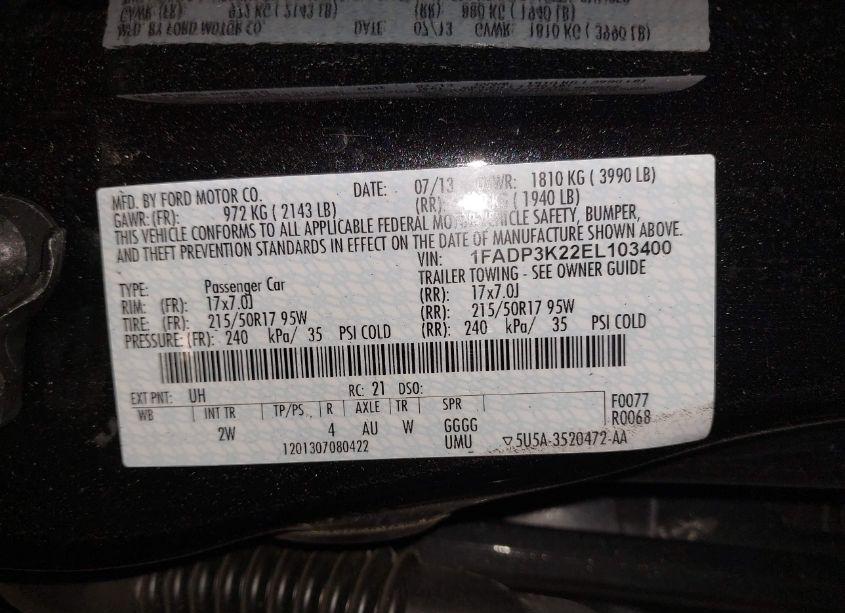 MFD. BY FORD MOTOR CO. DATE: 07/13 GVWR: 1810 KG ( 3990 LB)
GAWR: (FR): 972 KG ( 2143 LB) (RR): KG ( 1940 LB)
THIS VEHICLE CONFORMS TO ALL APPLICABLE FEDERAL MOTOR VEHICLE SAFETY, BUMPER,
AND THEFT PREVENTION STANDARDS IN EFFECT ON THE DATE OF MANUFACTURE SHOWN ABOVE.
VIN: 1FADP3K22EL103400
TYPE: Passenger Car TRAILER TOWING - SEE OWNER GUIDE
RIM: (FR): 17x7.0J (RR): 17x7.0J
TIRE: (FR): 215/50R17 95W (RR): 215/50R17 95W
PRESSURE: (FR): 240 kPa/ 35 PSI COLD (RR): 240 kPa/ 35 PSI COLD
EXT PNT: UH RC: 21 DSO:
WB INT TR TP/PS R AXLE TR SPR F0077
2W 4 AU W GGGG R0068
1201307080422 UMU ▽5U5A-3520472-AA